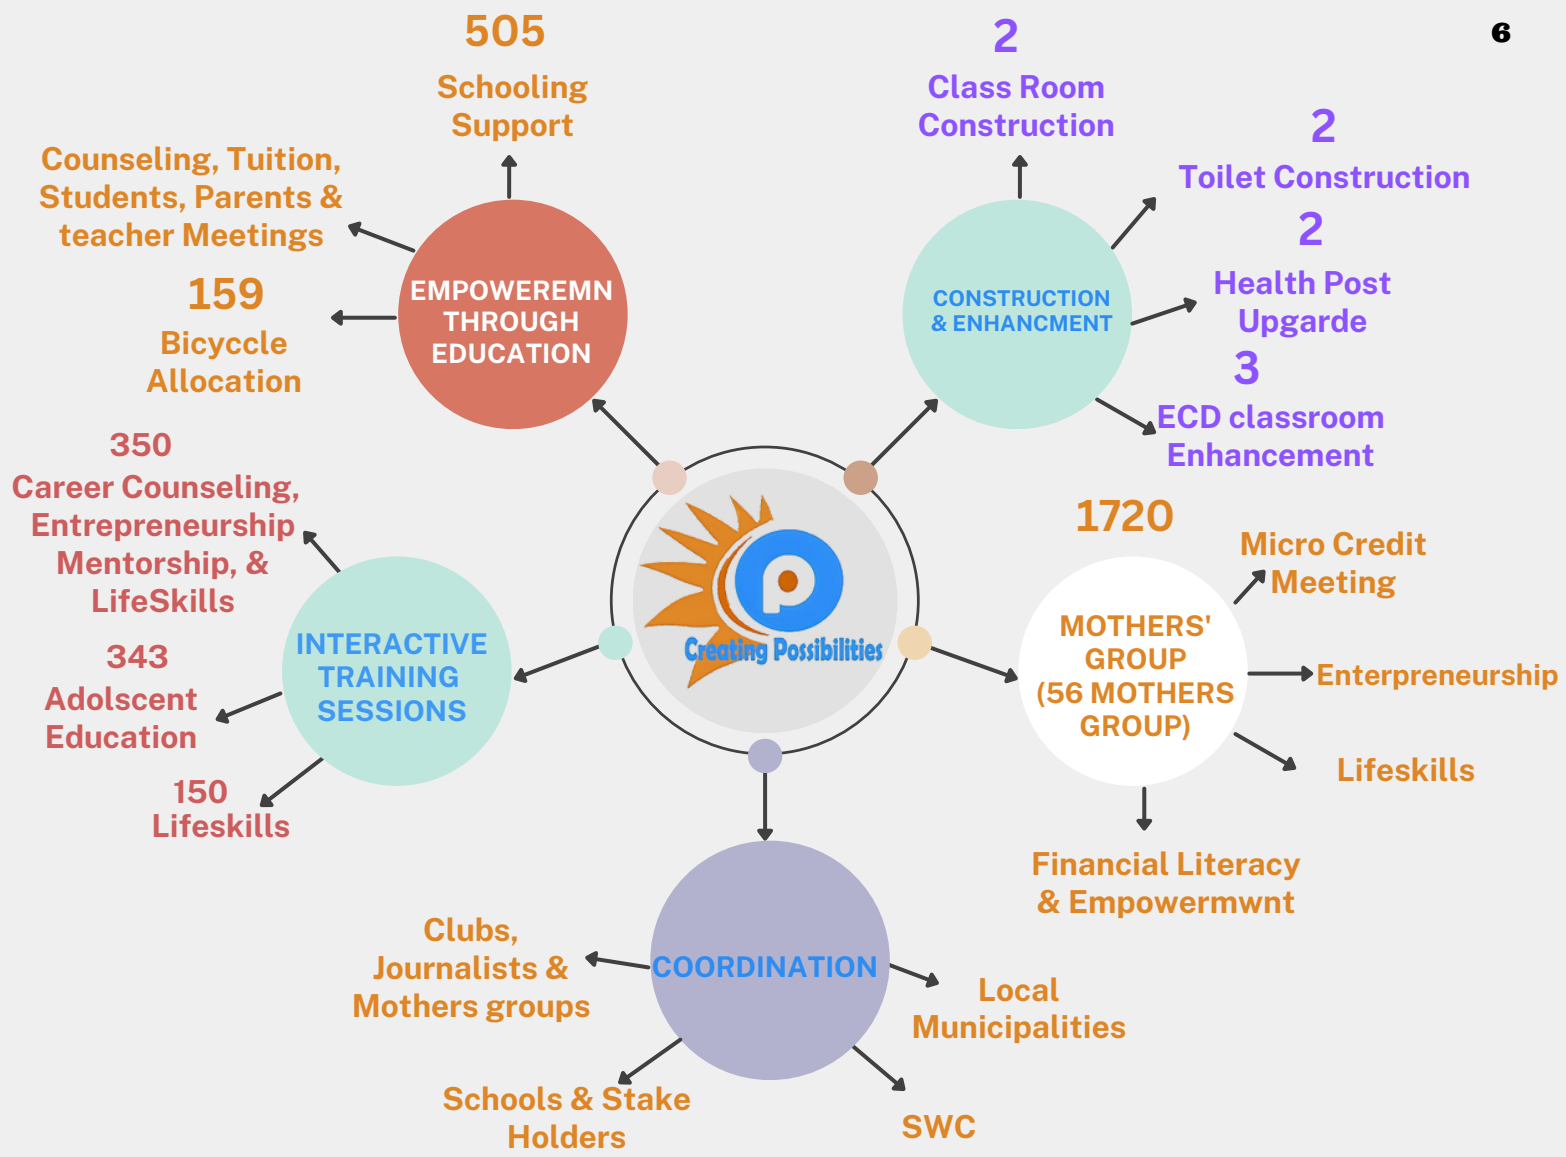 6
505
Schooling
Support
Counseling, Tuition,
Students, Parents &
teacher Meetings
159
Bicyccle
Allocation
EMPOWEREMN
THROUGH
EDUCATION
2
Class Room
Construction
2
Toilet Construction
2
Health Post
Upgarde
3
ECD classroom
Enhancement
CONSTRUCTION
& ENHANCMENT
350
Career Counseling,
Entrepreneurship
Mentorship, &
LifeSkills
343
Adolscent
Education
150
Lifeskills
INTERACTIVE
TRAINING
SESSIONS
p
Creating Possibilities
1720
MOTHERS'
GROUP
(56 MOTHERS
GROUP)
Micro Credit
Meeting
Enterpreneurship
Lifeskills
Financial Literacy
& Empowermwnt
COORDINATION
Clubs,
Journalists &
Mothers groups
Schools & Stake
Holders
Local
Municipalities
SWC